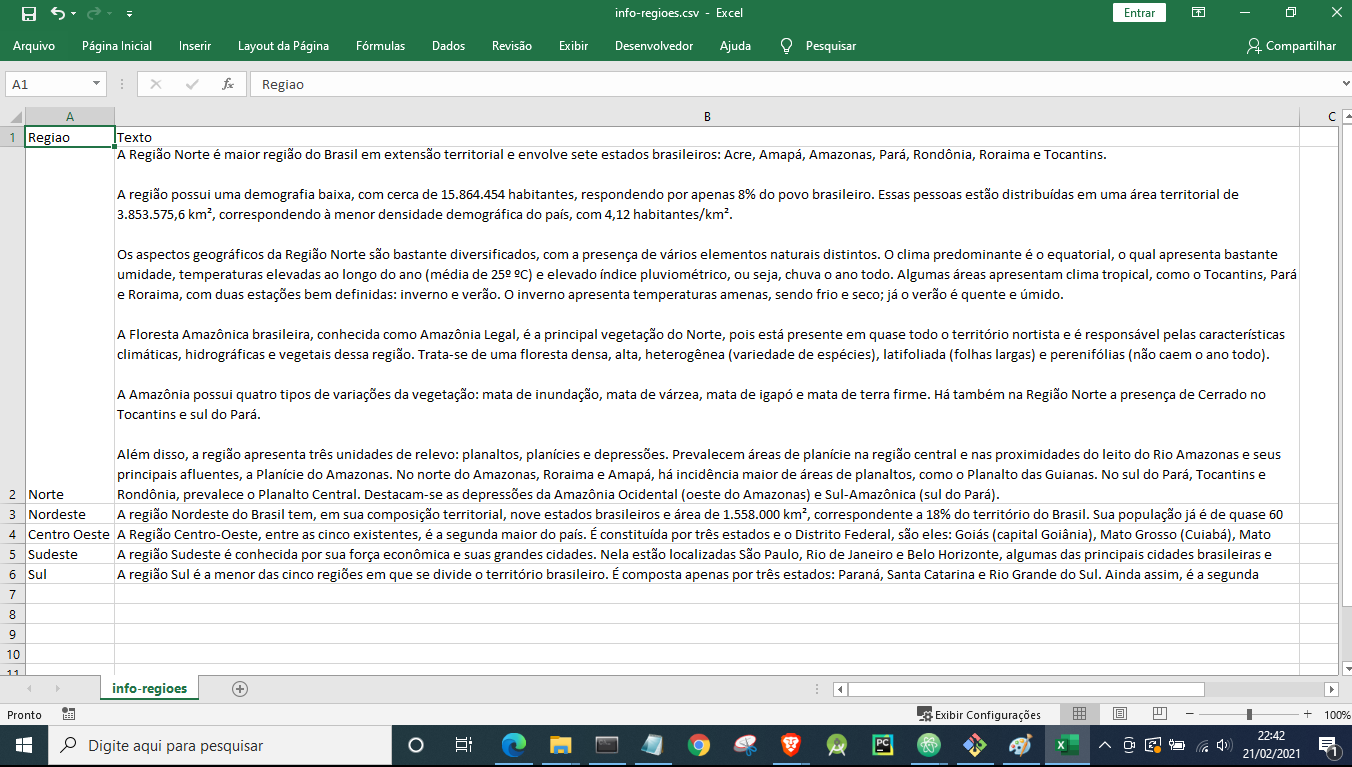 info-regioes.csv - Excel
Entrar
Arquivo Página Inicial Inserir Layout da Página Fórmulas Dados Revisão Exibir Desenvolvedor Ajuda Pesquisar Compartilhar
A1 fx Regiao
A B C
1 Regiao Texto
A Região Norte é maior região do Brasil em extensão territorial e envolve sete estados brasileiros: Acre, Amapá, Amazonas, Pará, Rondônia, Roraima e Tocantins.
A região possui uma demografia baixa, com cerca de 15.864.454 habitantes, respondendo por apenas 8% do povo brasileiro. Essas pessoas estão distribuídas em uma área territorial de
3.853.575,6 km², correspondendo à menor densidade demográfica do país, com 4,12 habitantes/km².
Os aspectos geográficos da Região Norte são bastante diversificados, com a presença de vários elementos naturais distintos. O clima predominante é o equatorial, o qual apresenta bastante
umidade, temperaturas elevadas ao longo do ano (média de 25º ºC) e elevado índice pluviométrico, ou seja, chuva o ano todo. Algumas áreas apresentam clima tropical, como o Tocantins, Pará
e Roraima, com duas estações bem definidas: inverno e verão. O inverno apresenta temperaturas amenas, sendo frio e seco; já o verão é quente e úmido.
A Floresta Amazônica brasileira, conhecida como Amazônia Legal, é a principal vegetação do Norte, pois está presente em quase todo o território nortista e é responsável pelas características
climáticas, hidrográficas e vegetais dessa região. Trata-se de uma floresta densa, alta, heterogênea (variedade de espécies), latifoliada (folhas largas) e perenifólias (não caem o ano todo).
A Amazônia possui quatro tipos de variações da vegetação: mata de inundação, mata de várzea, mata de igapó e mata de terra firme. Há também na Região Norte a presença de Cerrado no
Tocantins e sul do Pará.
Além disso, a região apresenta três unidades de relevo: planaltos, planícies e depressões. Prevalecem áreas de planície na região central e nas proximidades do leito do Rio Amazonas e seus
principais afluentes, a Planície do Amazonas. No norte do Amazonas, Roraima e Amapá, há incidência maior de áreas de planaltos, como o Planalto das Guianas. No sul do Pará, Tocantins e
2 Norte Rondônia, prevalece o Planalto Central. Destacam-se as depressões da Amazônia Ocidental (oeste do Amazonas) e Sul-Amazônica (sul do Pará).
3 Nordeste A região Nordeste do Brasil tem, em sua composição territorial, nove estados brasileiros e área de 1.558.000 km², correspondente a 18% do território do Brasil. Sua população já é de quase 60
4 Centro Oeste A Região Centro-Oeste, entre as cinco existentes, é a segunda maior do país. É constituída por três estados e o Distrito Federal, são eles: Goiás (capital Goiânia), Mato Grosso (Cuiabá), Mato
5 Sudeste A região Sudeste é conhecida por sua força econômica e suas grandes cidades. Nela estão localizadas São Paulo, Rio de Janeiro e Belo Horizonte, algumas das principais cidades brasileiras e
6 Sul A região Sul é a menor das cinco regiões em que se divide o território brasileiro. É composta apenas por três estados: Paraná, Santa Catarina e Rio Grande do Sul. Ainda assim, é a segunda
7
8
9
10
11
info-regioes
Pronto Exibir Configurações 100%
Digite aqui para pesquisar
PC
22:42
21/02/2021
1